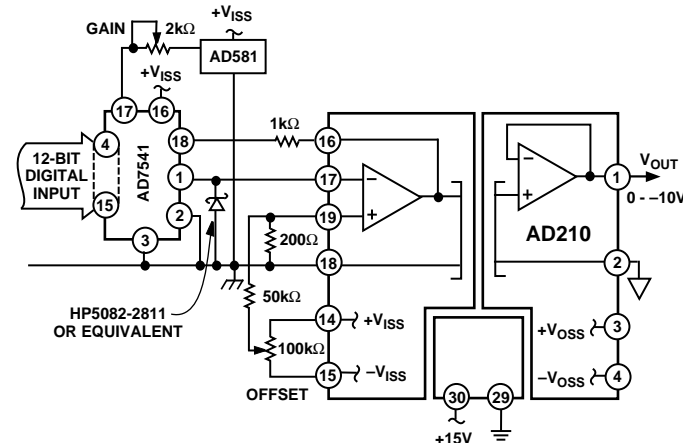 +VISS
GAIN
2kΩ
AD581
+VISS
17
16
4
18
1kΩ
16
12-BIT
DIGITAL
INPUT
AD7541
1
17
−
VOUT
1
0 - –10V
15
2
19
+
+
−
AD210
3
200Ω
18
2
50kΩ
HP5082-2811
OR EQUIVALENT
14
+VISS
+VOSS
3
100kΩ
15
–VISS
–VOSS
4
OFFSET
30
29
+15V